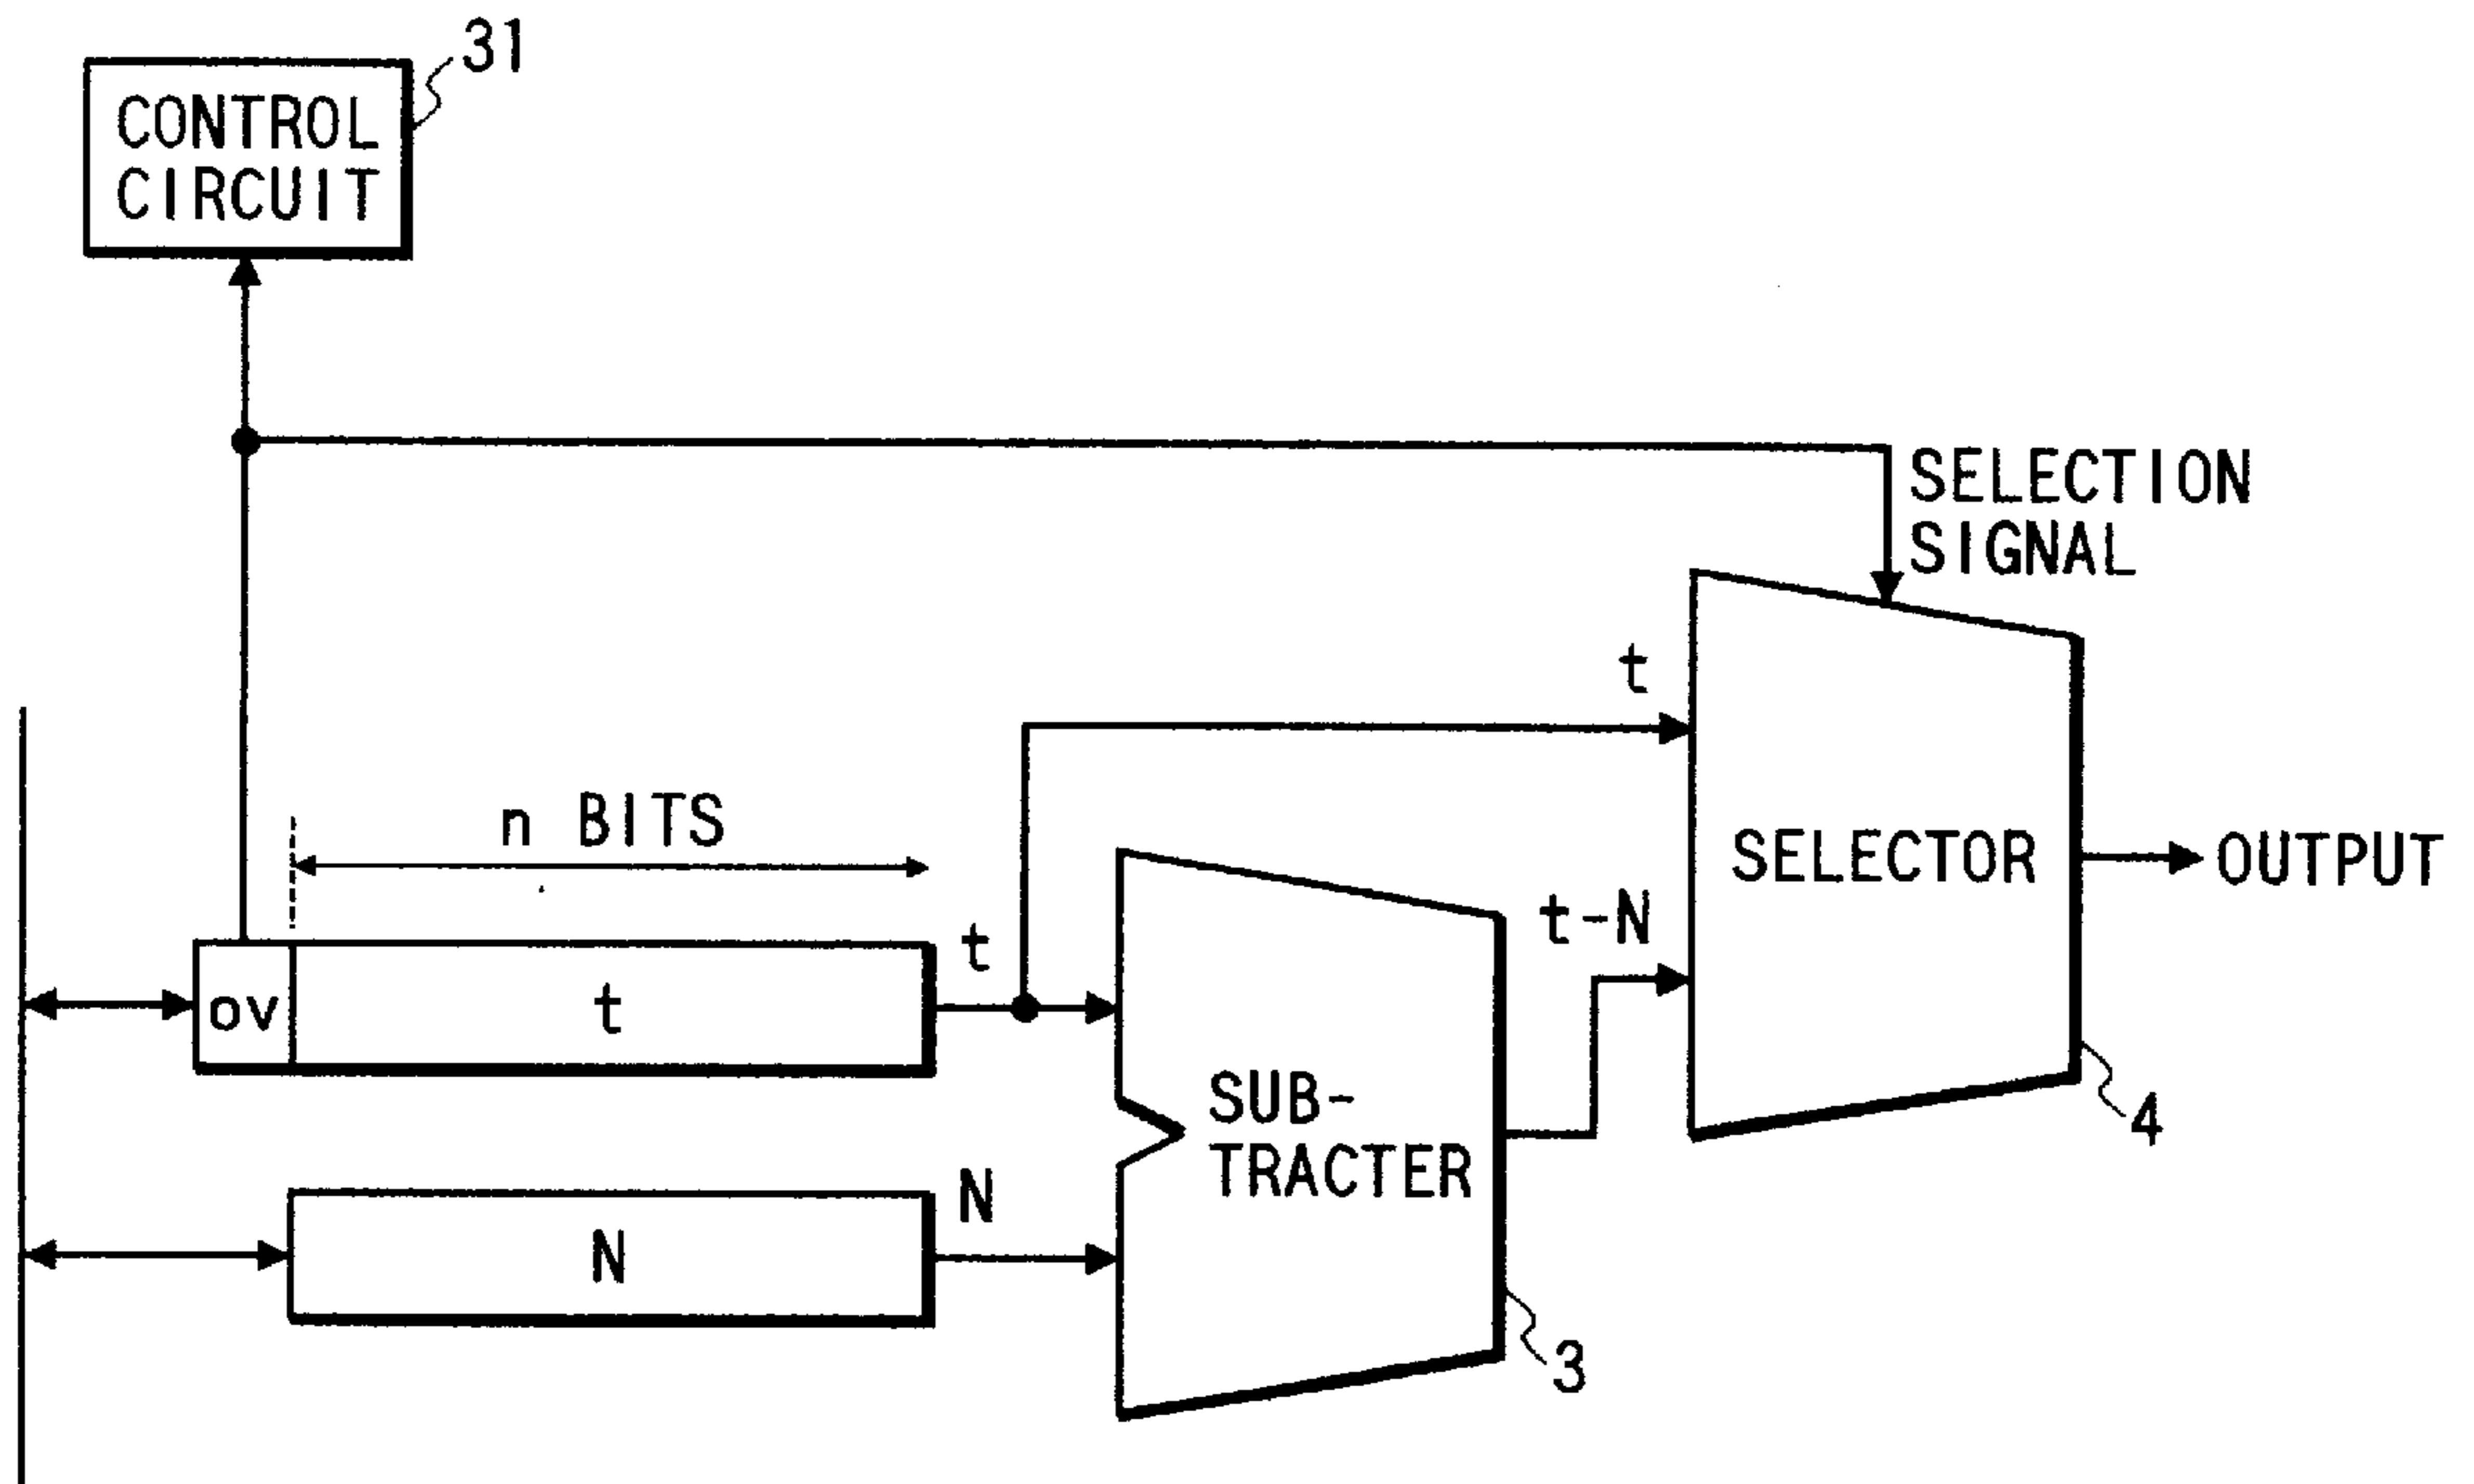 31
CONTROL
CIRCUIT
SELECTION
SIGNAL
t
n BITS
SELECTOR
OUTPUT
t-N
t
ov
t
SUB-
TRACTER
4
N
N
3